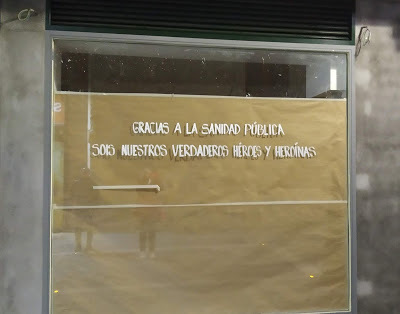 GRACIAS A LA SANIDAD PÚBLICA
SOIS NUESTROS VERDADEROS HÉROES Y HEROÍNAS